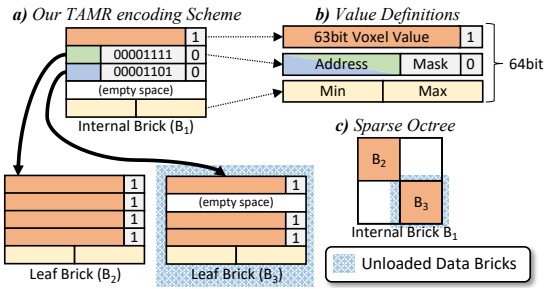 a) Our TAMR encoding Scheme
1
00001111 0
00001101 0
(empty space)
Internal Brick (B1)
b) Value Definitions
63bit Voxel Value 1
Address Mask 0
Min Max
64bit
1
1
1
1
Leaf Brick (B2)
1
(empty space)
1
1
Leaf Brick (B3)
c) Sparse Octree
B2
B3
Internal Brick B1
Unloaded Data Bricks